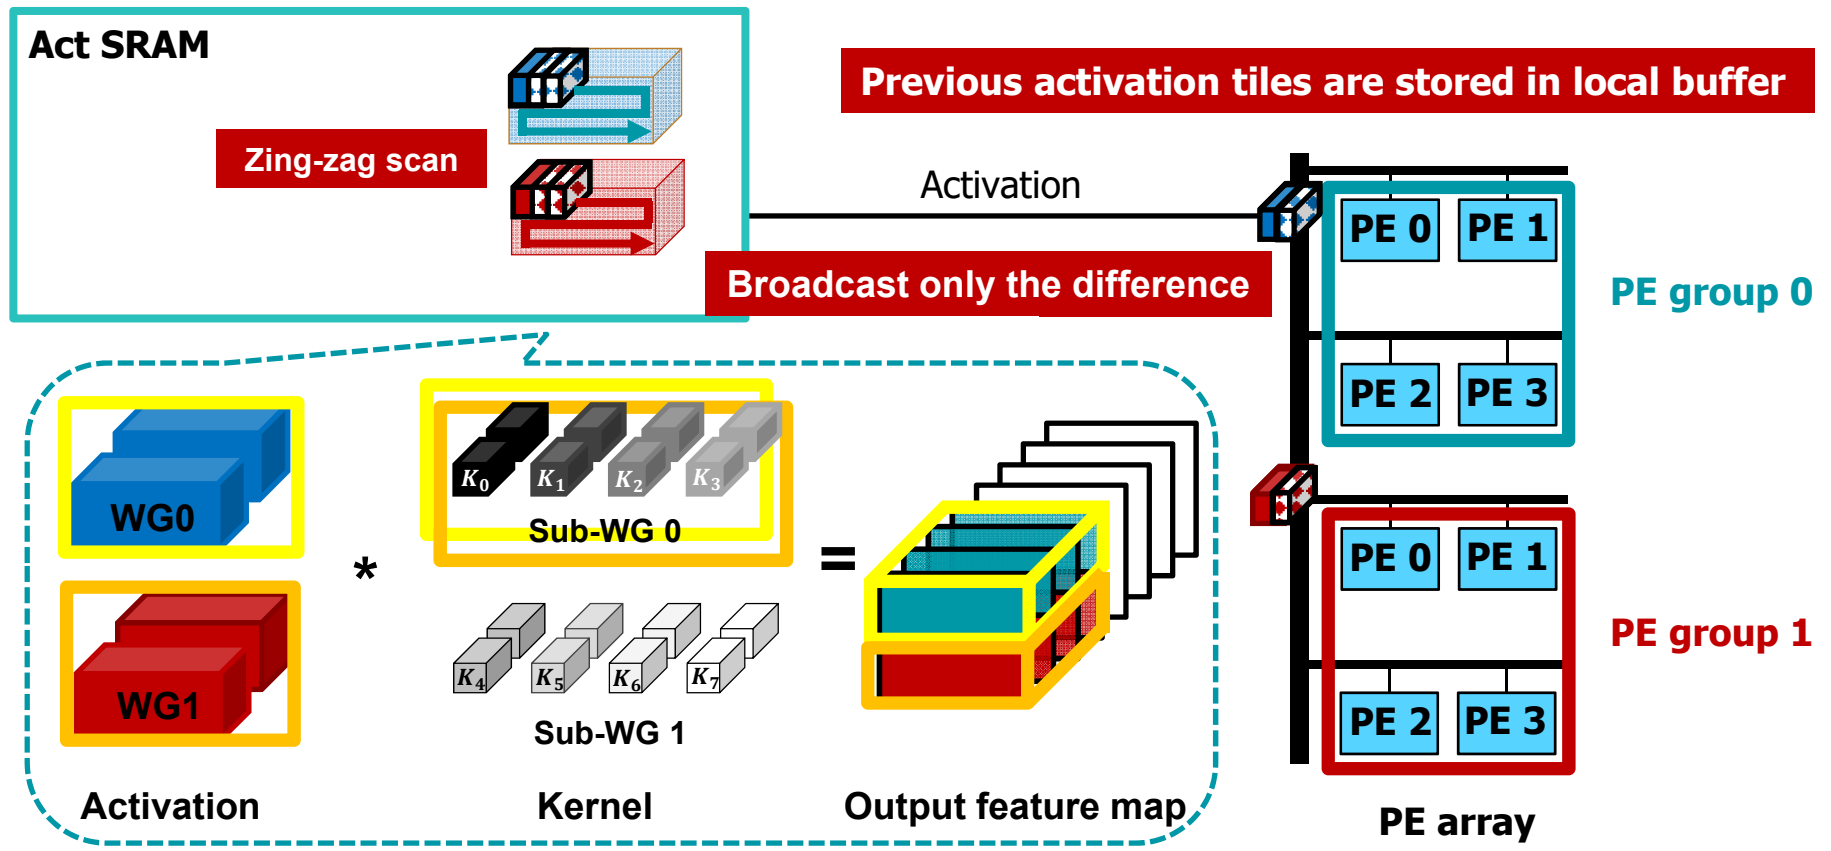 Act SRAM
Previous activation tiles are stored in local buffer
Zing-zag scan
Activation
Broadcast only the difference
PE 0
PE 1
PE 2
PE 3
PE group 0
PE 0
PE 1
PE 2
PE 3
PE group 1
PE array
WG0
WG1
*
K0
K1
K2
K3
Sub-WG 0
=
K4
K5
K6
K7
Sub-WG 1
Activation
Kernel
Output feature map